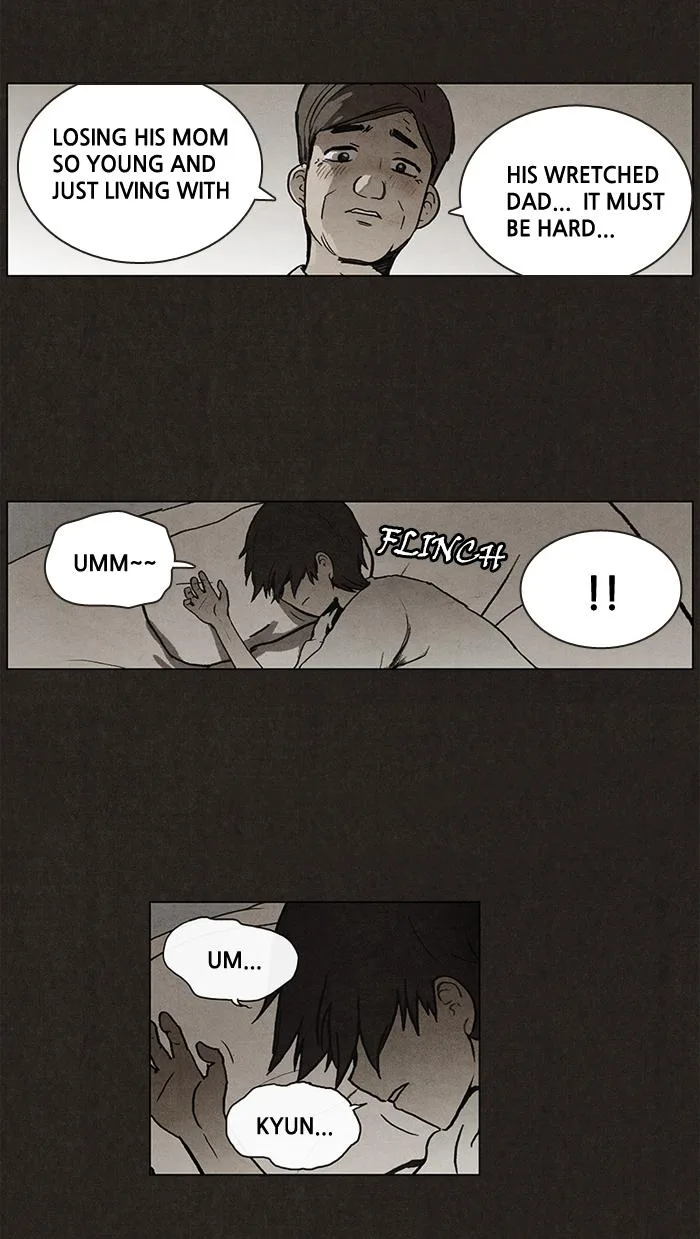 LOSING HIS MOM
SO YOUNG AND
JUST LIVING WITH
HIS WRETCHED
DAD... IT MUST
BE HARD...
UMM~~
FLINCH
!!
UM...
KYUN...